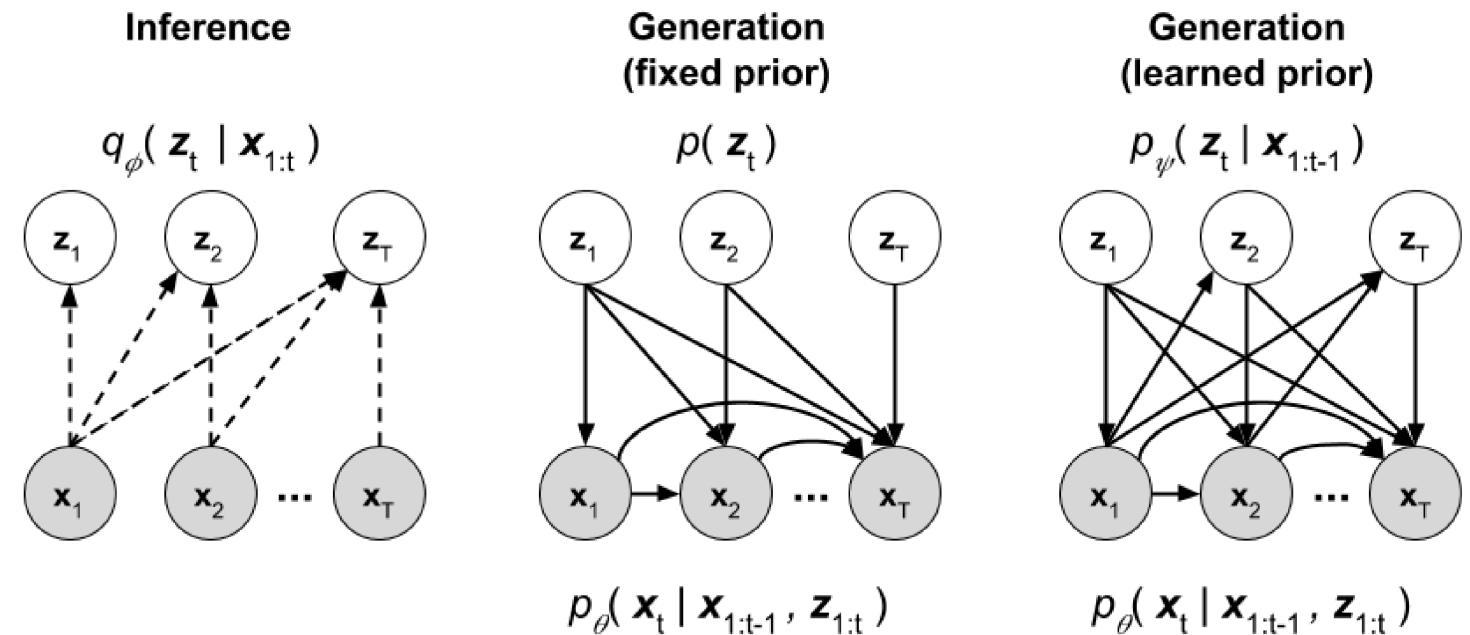 Inference
q𝜙( z_t | x_1:t )
z_1 z_2 z_T
x_1 x_2 ... x_T
Generation
(fixed prior)
p( z_t )
z_1 z_2 z_T
x_1 x_2 ... x_T
p_θ( x_t | x_1:t-1 , z_1:t )
Generation
(learned prior)
p_ψ( z_t | x_1:t-1 )
z_1 z_2 z_T
x_1 x_2 ... x_T
p_θ( x_t | x_1:t-1 , z_1:t )